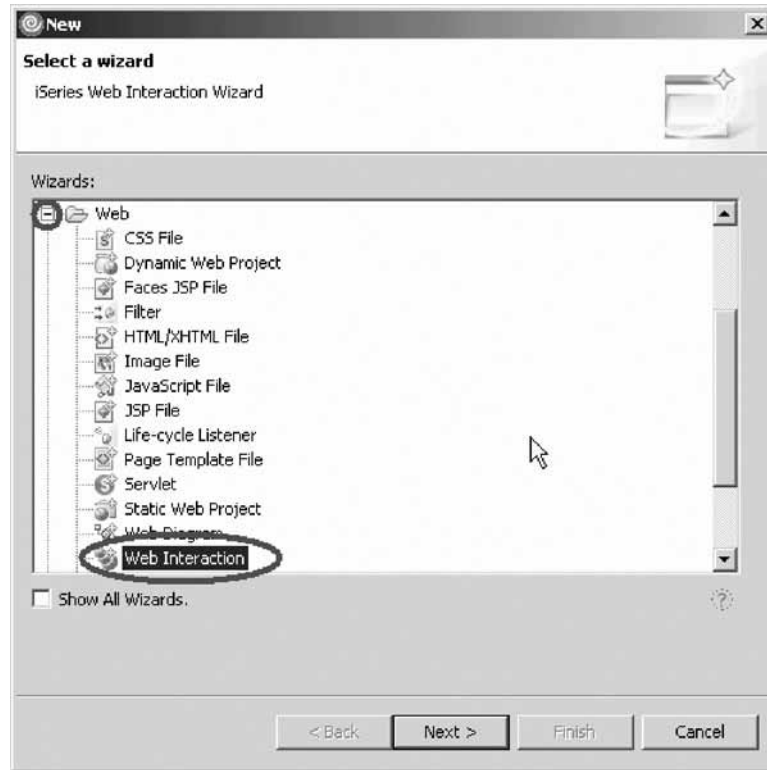 New
Select a wizard
iSeries Web Interaction Wizard
Wizards:
Web
CSS File
Dynamic Web Project
Faces JSP File
Filter
HTML/XHTML File
Image File
JavaScript File
JSP File
Life-cycle Listener
Page Template File
Servlet
Static Web Project
Web Diagram
Web Interaction
Show All Wizards.
< Back Next > Finish Cancel